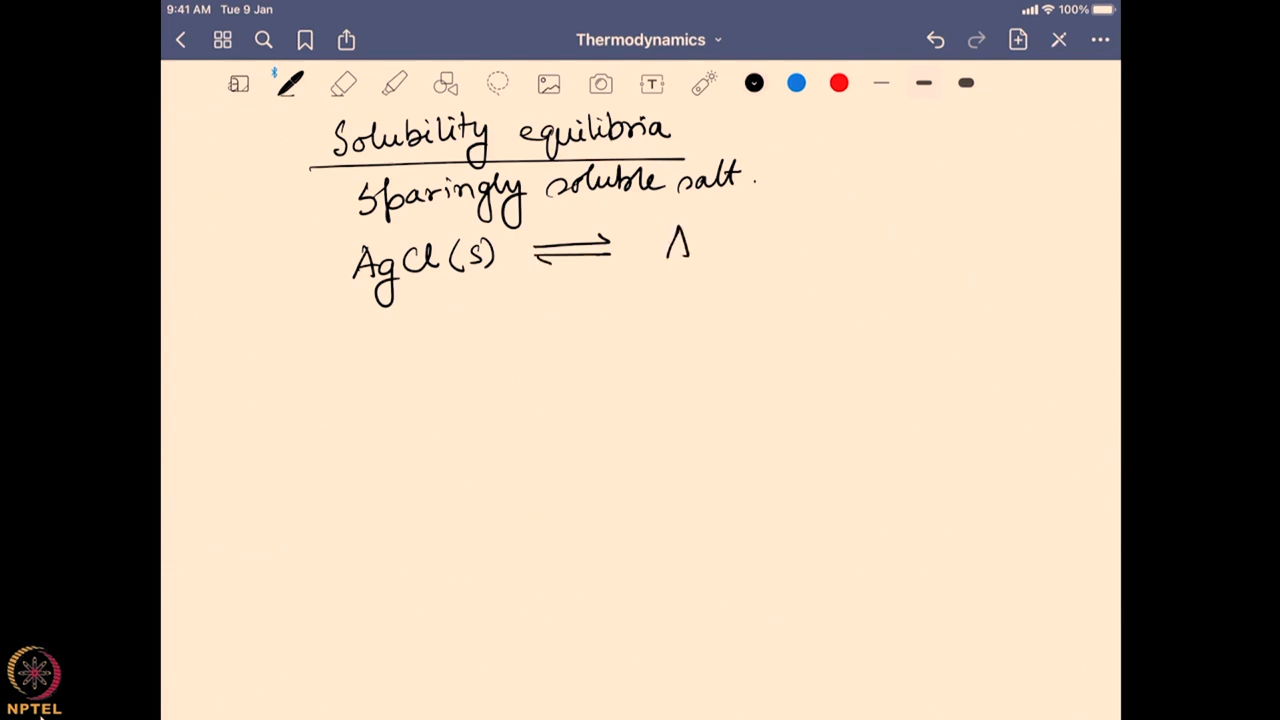 9:41 AM Tue 9 Jan 100%
Thermodynamics
T
Solubility equilibria
Sparingly soluble salt.
AgCl(s) ⇌ Λ
NPTEL